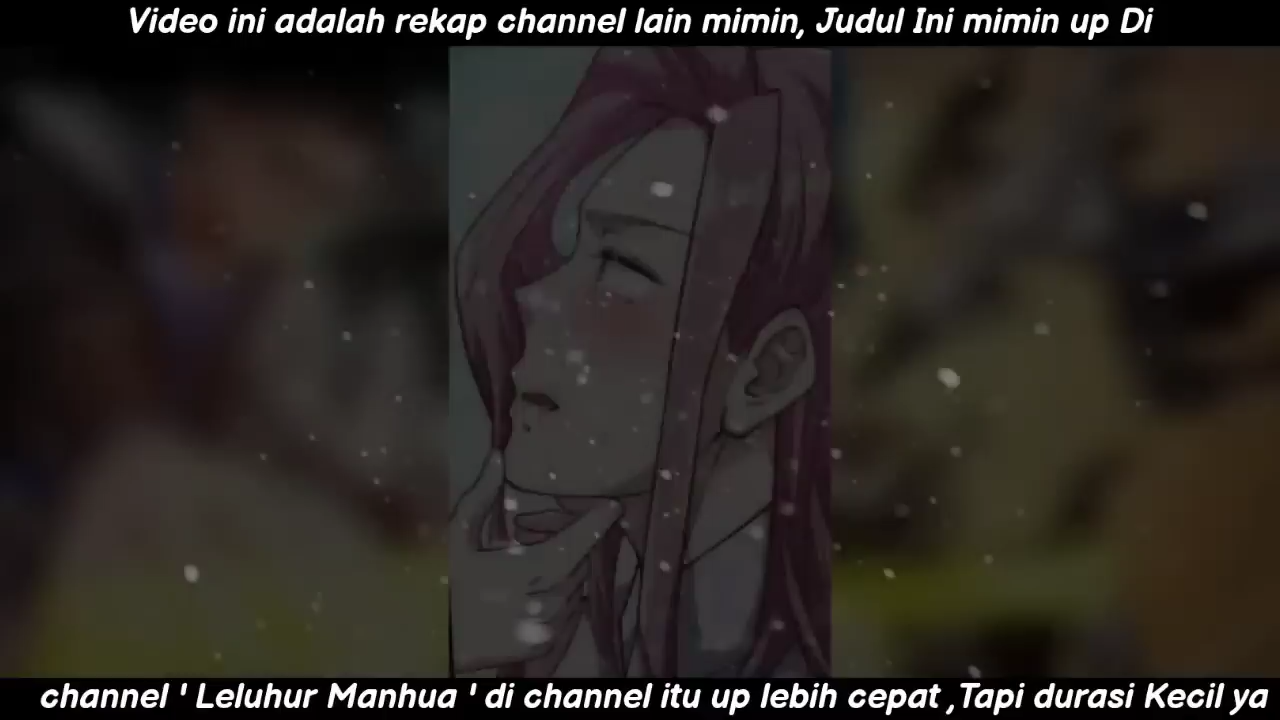 Video ini adalah rekap channel lain mimin, Judul Ini mimin up Di
channel ' Leluhur Manhua ' di channel itu up lebih cepat ,Tapi durasi Kecil ya